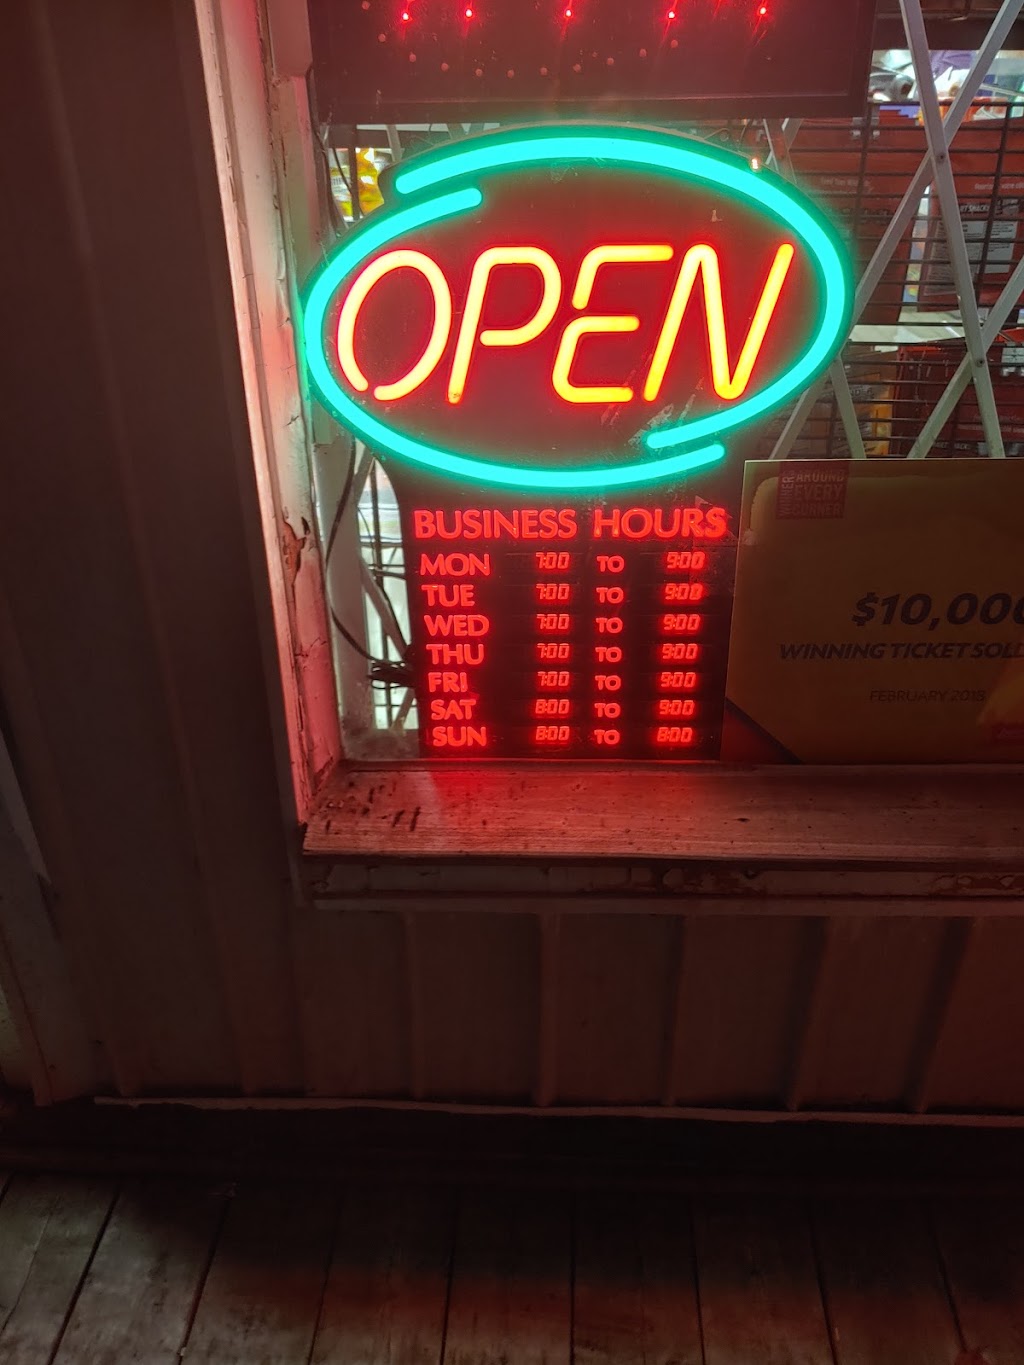 OPEN
BUSINESS HOURS
MON 7:00 TO 9:00
TUE 7:00 TO 9:00
WED 7:00 TO 9:00
THU 7:00 TO 9:00
FRI 7:00 TO 9:00
SAT 8:00 TO 9:00
SUN 8:00 TO 8:00
WINNERS AROUND
EVERY
CORNER
$10,000
WINNING TICKET SOLD
FEBRUARY 2018